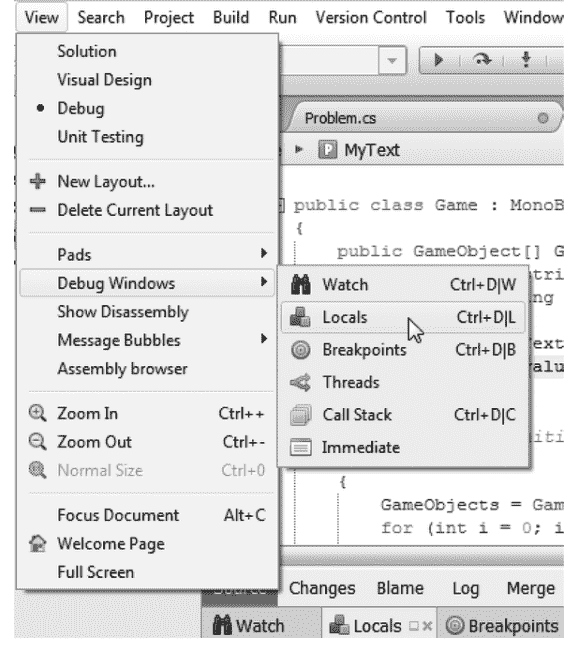 View Search Project Build Run Version Control Tools Window
Solution
Visual Design
Debug
Unit Testing
New Layout...
Delete Current Layout
Pads
Debug Windows
Show Disassembly
Message Bubbles
Assembly browser
Zoom In Ctrl++
Zoom Out Ctrl+-
Normal Size Ctrl+0
Focus Document Alt+C
Welcome Page
Full Screen
Watch Ctrl+D|W
Locals Ctrl+D|L
Breakpoints Ctrl+D|B
Threads
Call Stack Ctrl+D|C
Immediate
Problem.cs
MyText
public class Game : MonoB
{
public GameObject[] G
{
GameObjects = Gam
for (int i = 0; i
Source Changes Blame Log Merge
Watch Locals Breakpoints